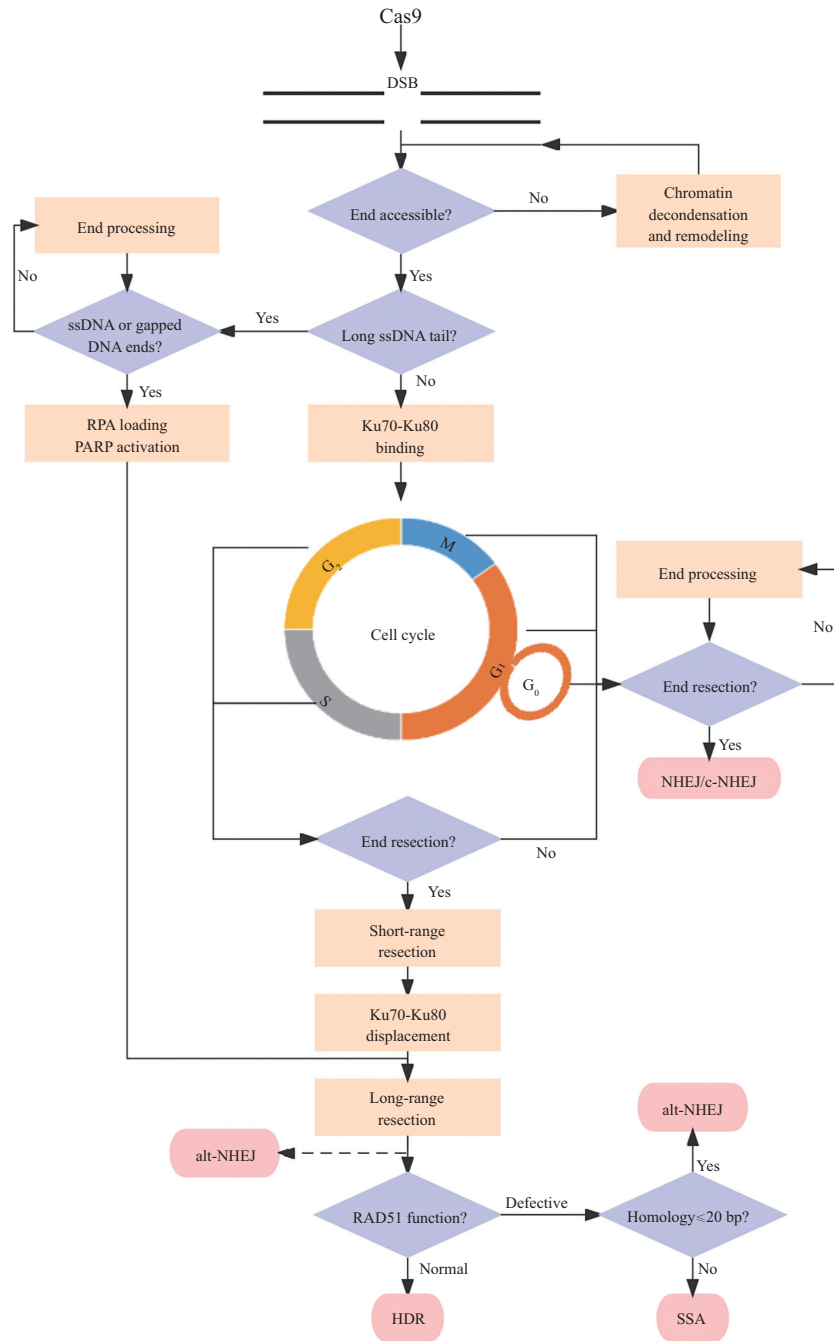 Cas9
DSB
End accessible?
No
Chromatin
decondensation
and remodeling
Yes
End processing
No
ssDNA or gapped
DNA ends?
Yes
Long ssDNA tail?
Yes
No
RPA loading
PARP activation
Ku70-Ku80
binding
M
G2
Cell cycle
G1
S
G0
End processing
No
End resection?
Yes
NHEJ/c-NHEJ
End resection?
No
Yes
Short-range
resection
Ku70-Ku80
displacement
Long-range
resection
alt-NHEJ
alt-NHEJ
Yes
RAD51 function?
Defective
Homology≤20 bp?
Normal
No
HDR
SSA